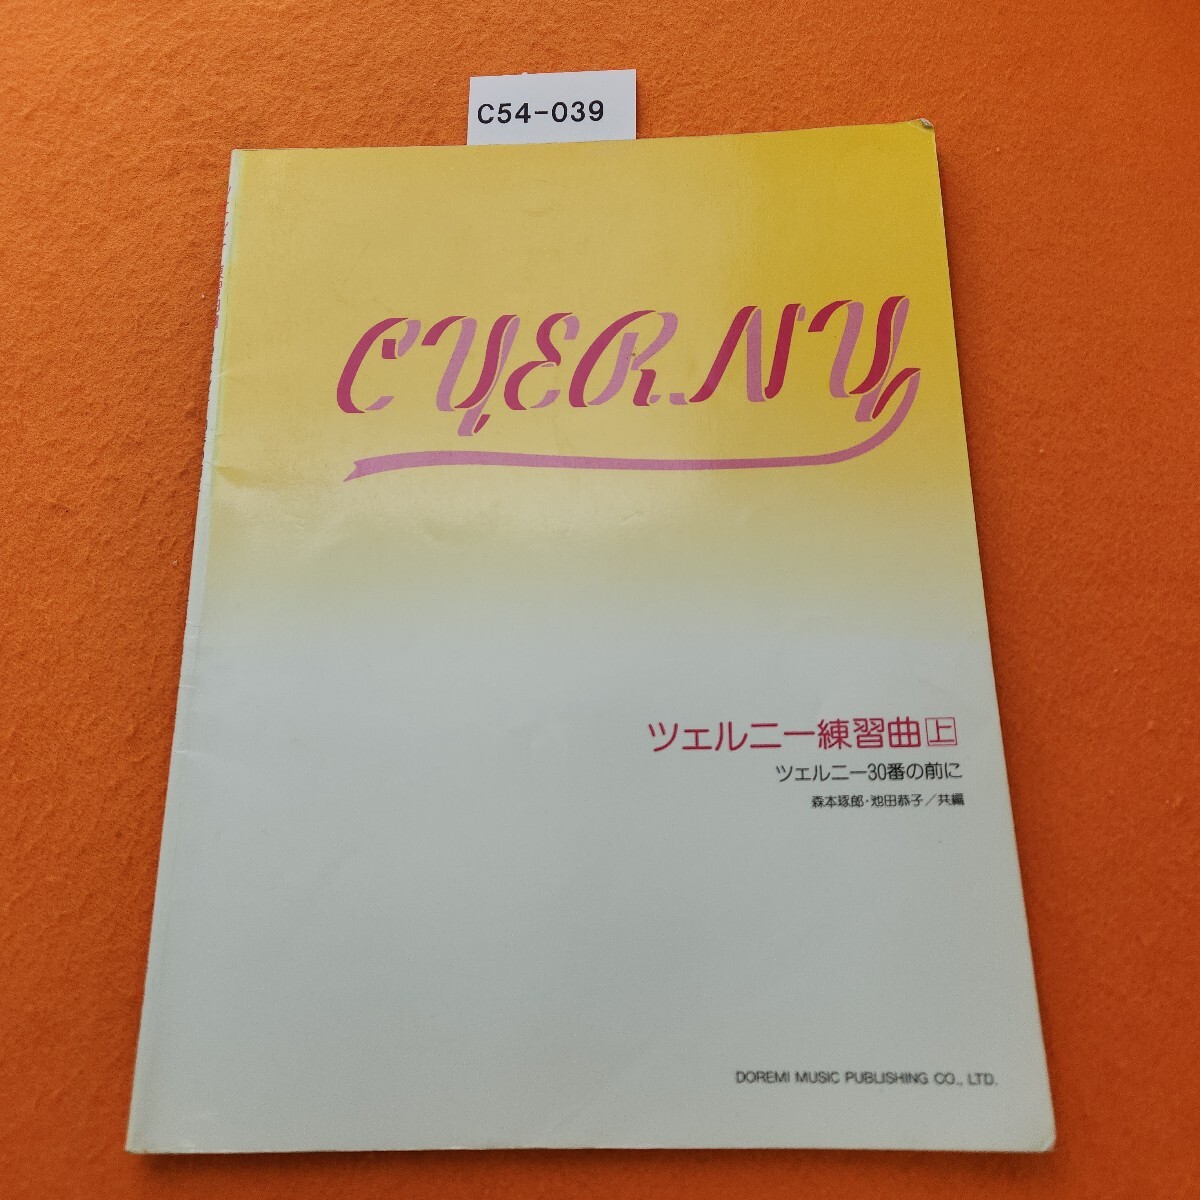 C54-039
CZERNY
ツェルニー練習曲 上
ツェルニー30番の前に
森本琢郎・池田恭子／共編
DOREMI MUSIC PUBLISHING CO., LTD.